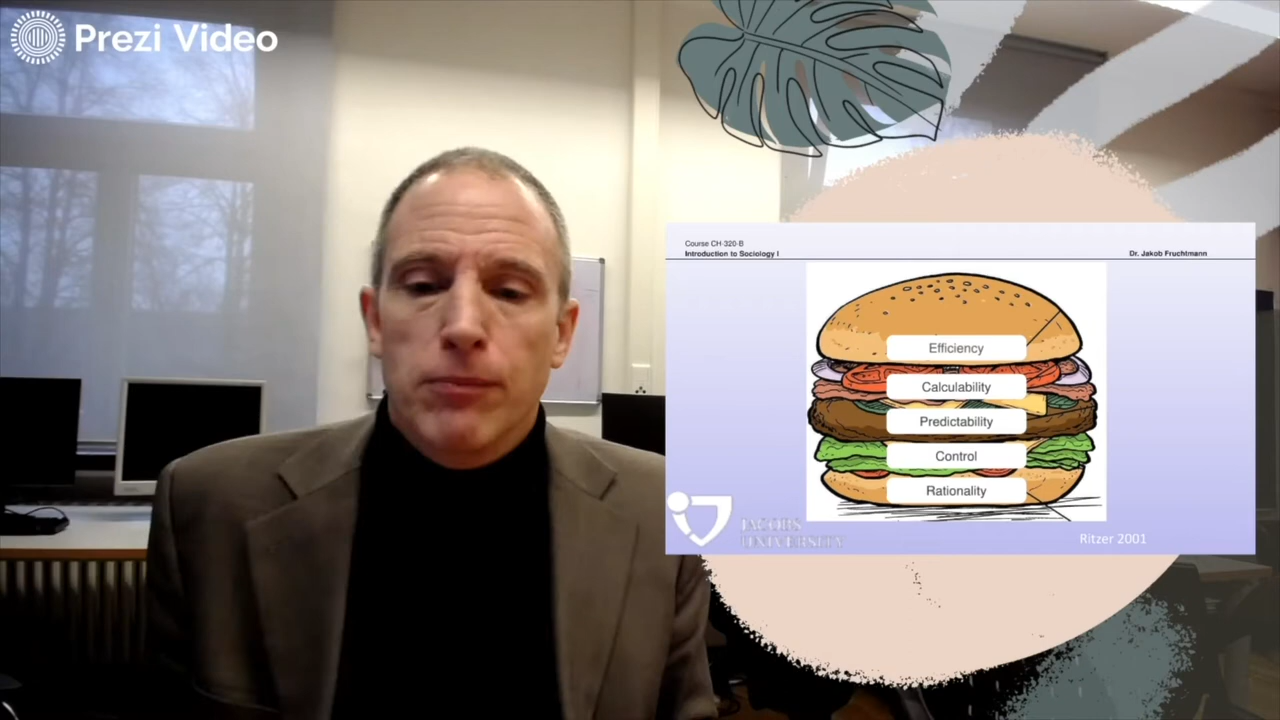 Prezi Video
Course CH-320-B
Introduction to Sociology I
Dr. Jakob Fruchtmann
Efficiency
Calculability
Predictability
Control
Rationality
JACOBS
UNIVERSITY
Ritzer 2001